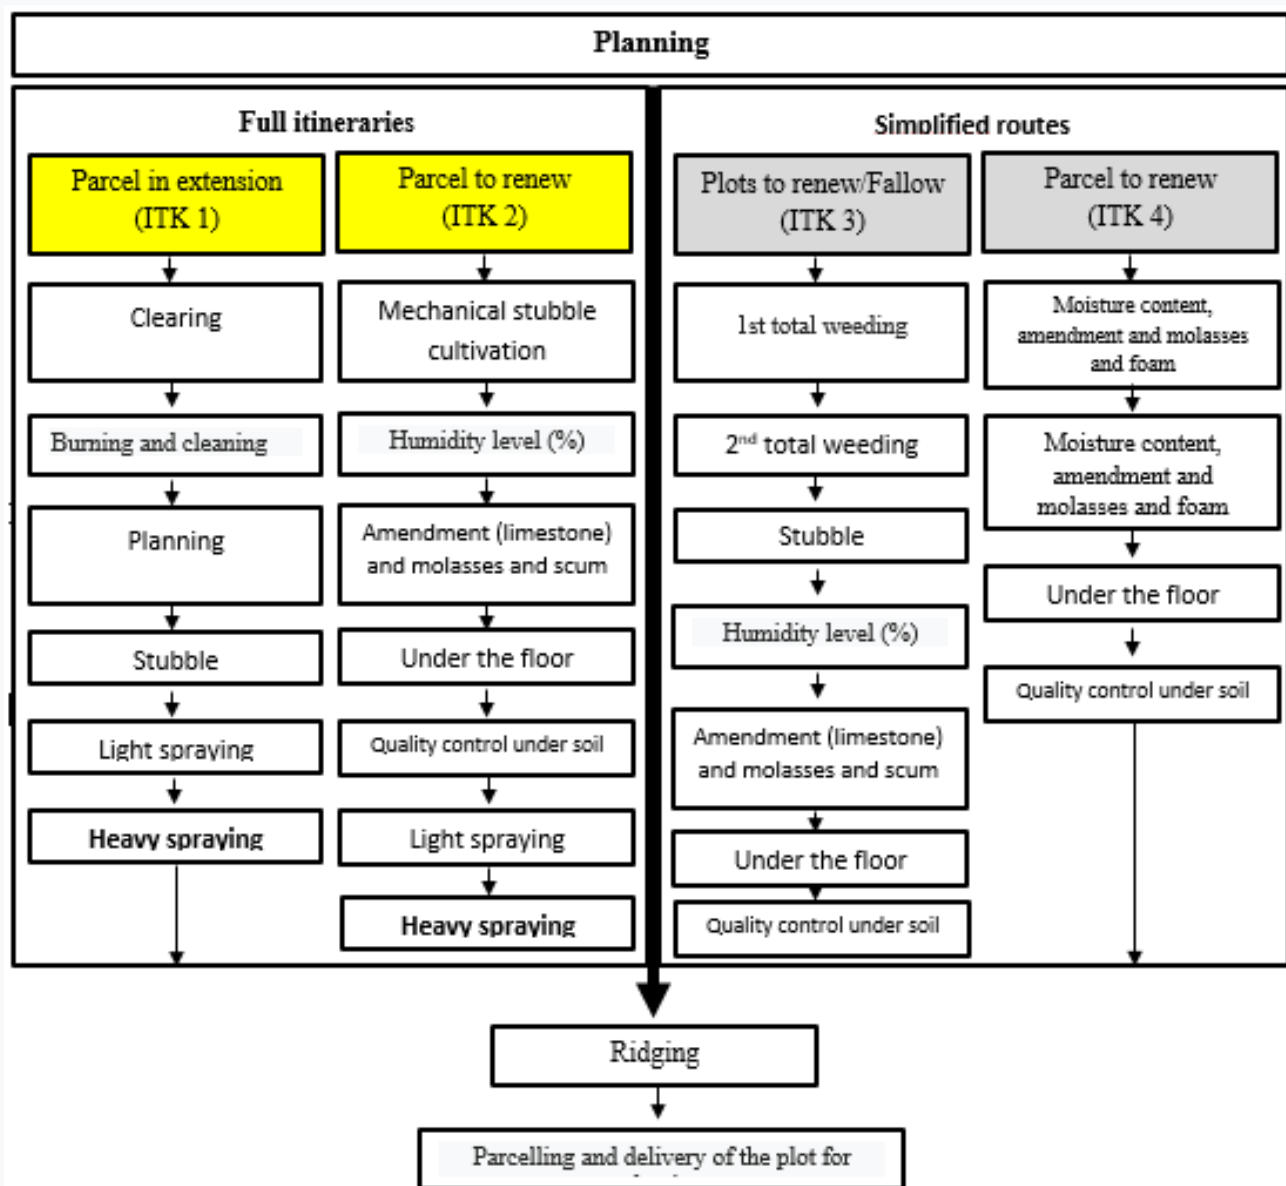 Planning
Full itineraries
Parcel in extension
(ITK 1)
Clearing
Burning and cleaning
Planning
Stubble
Light spraying
Heavy spraying
Parcel to renew
(ITK 2)
Mechanical stubble
cultivation
Humidity level (%)
Amendment (limestone)
and molasses and scum
Under the floor
Quality control under soil
Light spraying
Heavy spraying
Simplified routes
Plots to renew/Fallow
(ITK 3)
1st total weeding
2nd total weeding
Stubble
Humidity level (%)
Amendment (limestone)
and molasses and scum
Under the floor
Quality control under soil
Parcel to renew
(ITK 4)
Moisture content,
amendment and molasses
and foam
Moisture content,
amendment and
molasses and foam
Under the floor
Quality control under soil
Ridging
Parcelling and delivery of the plot for